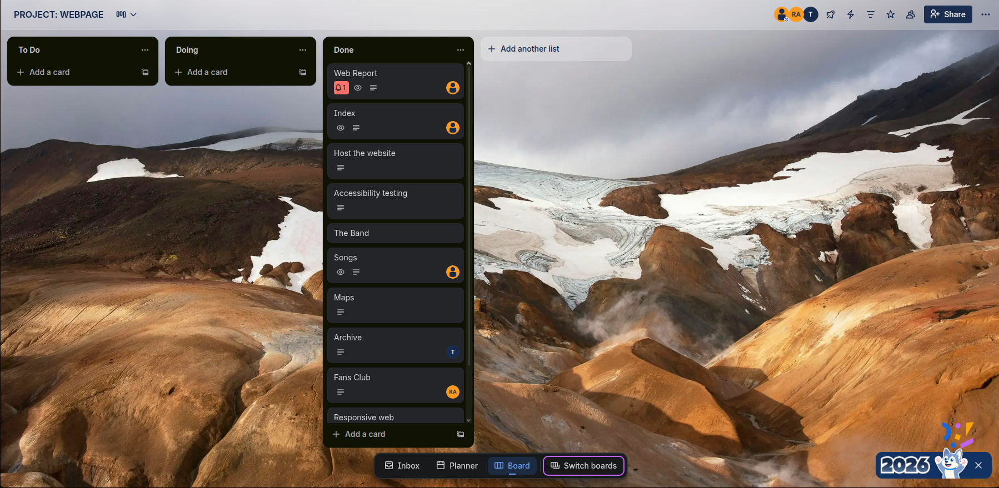 PROJECT: WEBPAGE
RA
T
Share
To Do
Add a card
Doing
Add a card
Done
Web Report
1
Index
Host the website
Accessibility testing
The Band
Songs
Maps
Archive
T
Fans Club
RA
Responsive web
Add a card
Add another list
Inbox
Planner
Board
Switch boards
2026